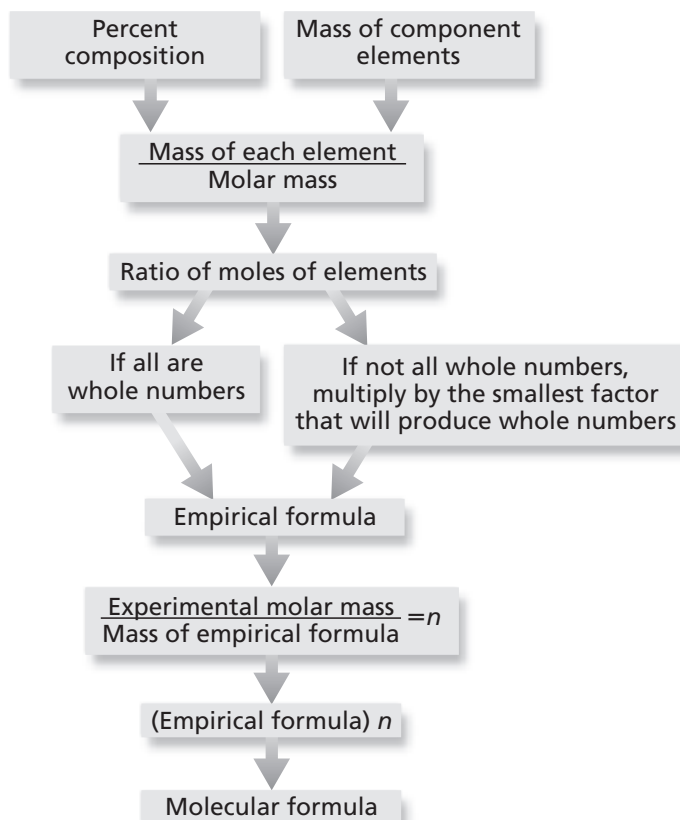 Percent
composition
Mass of component
elements
Mass of each element
Molar mass
Ratio of moles of elements
If all are
whole numbers
If not all whole numbers,
multiply by the smallest factor
that will produce whole numbers
Empirical formula
Experimental molar mass
Mass of empirical formula
=n
(Empirical formula) n
Molecular formula